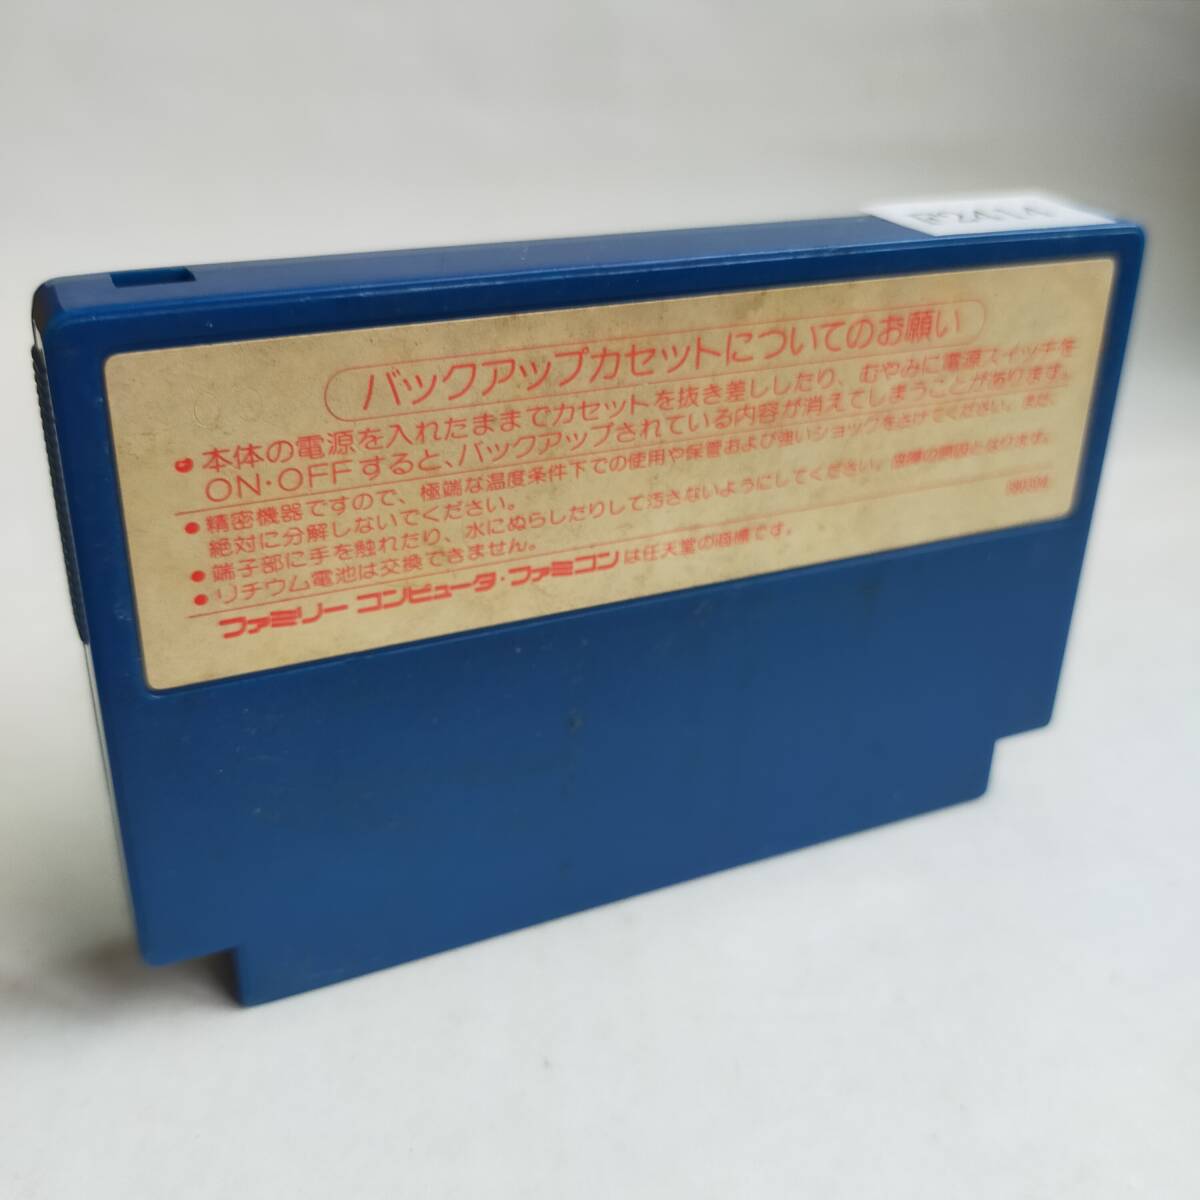 P2414
バックアップカセットについてのお願い
● 本体の電源を入れたままでカセットを抜き差ししたり、むやみに電源スイッチを
ON・OFFすると、バックアップされている内容が消えてしまうことがあります。
● 精密機器ですので、極端な温度条件下での使用や保管および強いショックをさけてください。また、
絶対に分解しないでください。
● 端子部に手を触れたり、水にぬらしたりして汚さないようにしてください。故障の原因となります。
● リチウム電池は交換できません。
ファミリー コンピュータ・ファミコンは任天堂の商標です。